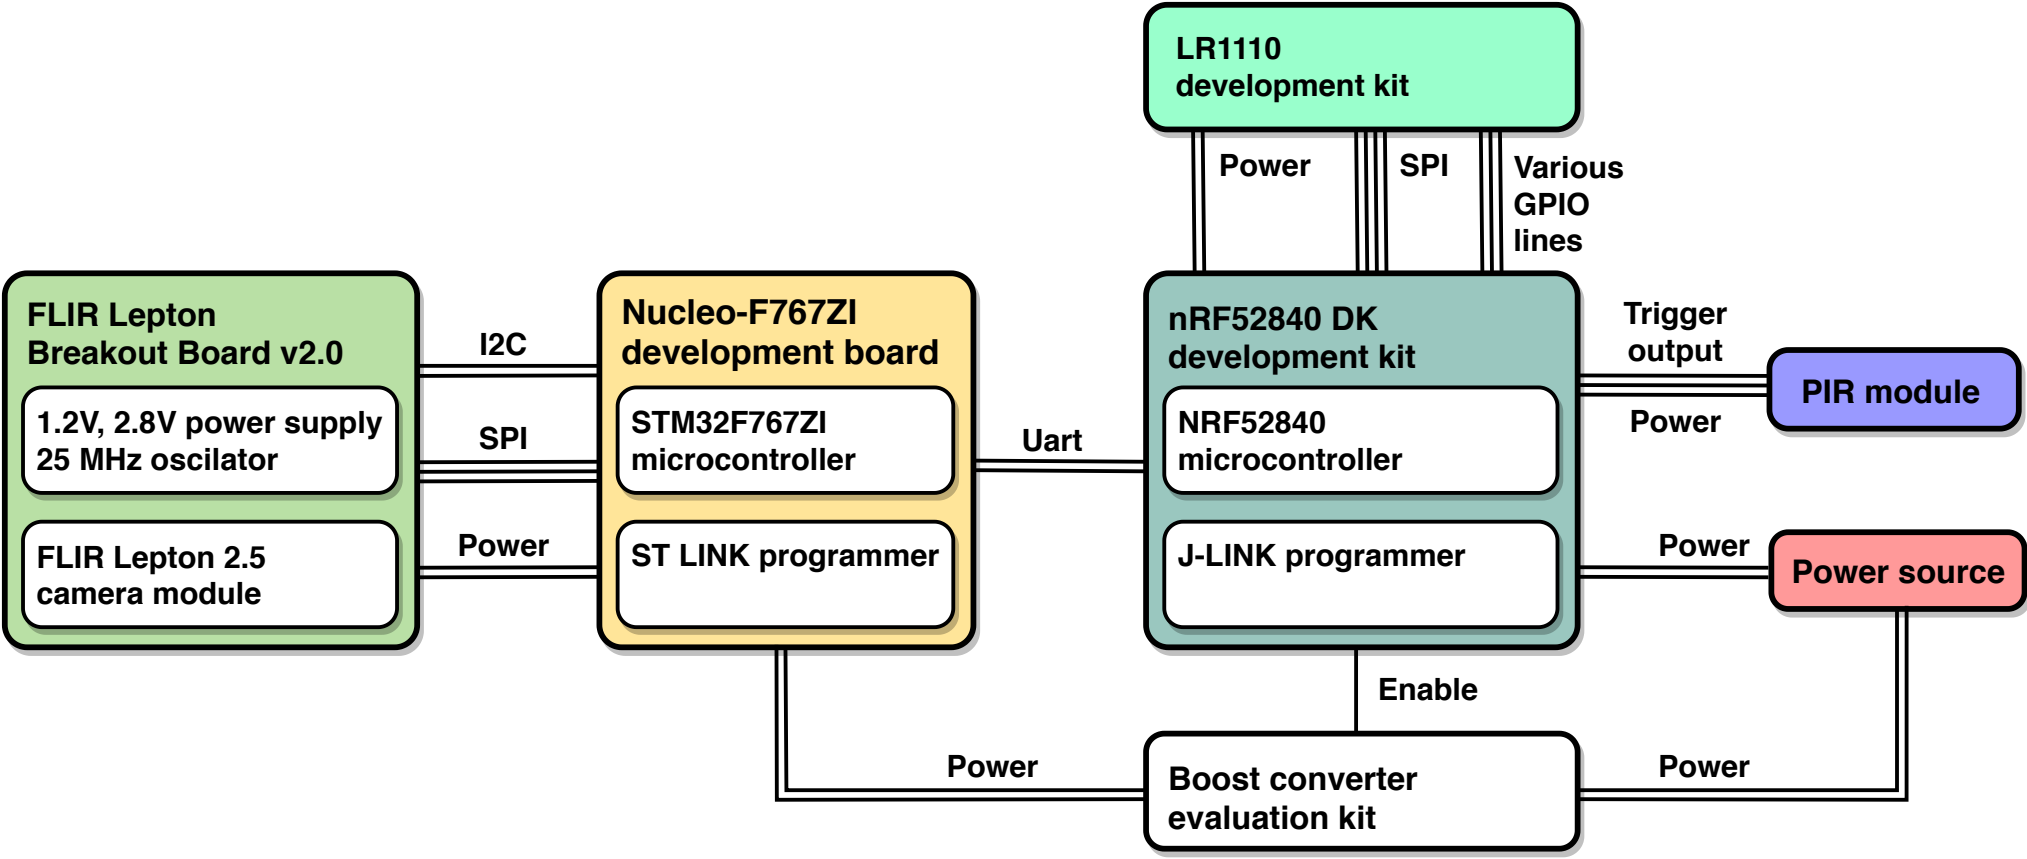 LR1110
development kit
Power
SPI
Various
GPIO
lines
FLIR Lepton
Breakout Board v2.0
1.2V, 2.8V power supply
25 MHz oscilator
FLIR Lepton 2.5
camera module
I2C
SPI
Power
Nucleo-F767ZI
development board
STM32F767ZI
microcontroller
ST LINK programmer
Uart
nRF52840 DK
development kit
NRF52840
microcontroller
J-LINK programmer
Trigger
output
Power
PIR module
Power
Power source
Enable
Power
Boost converter
evaluation kit
Power